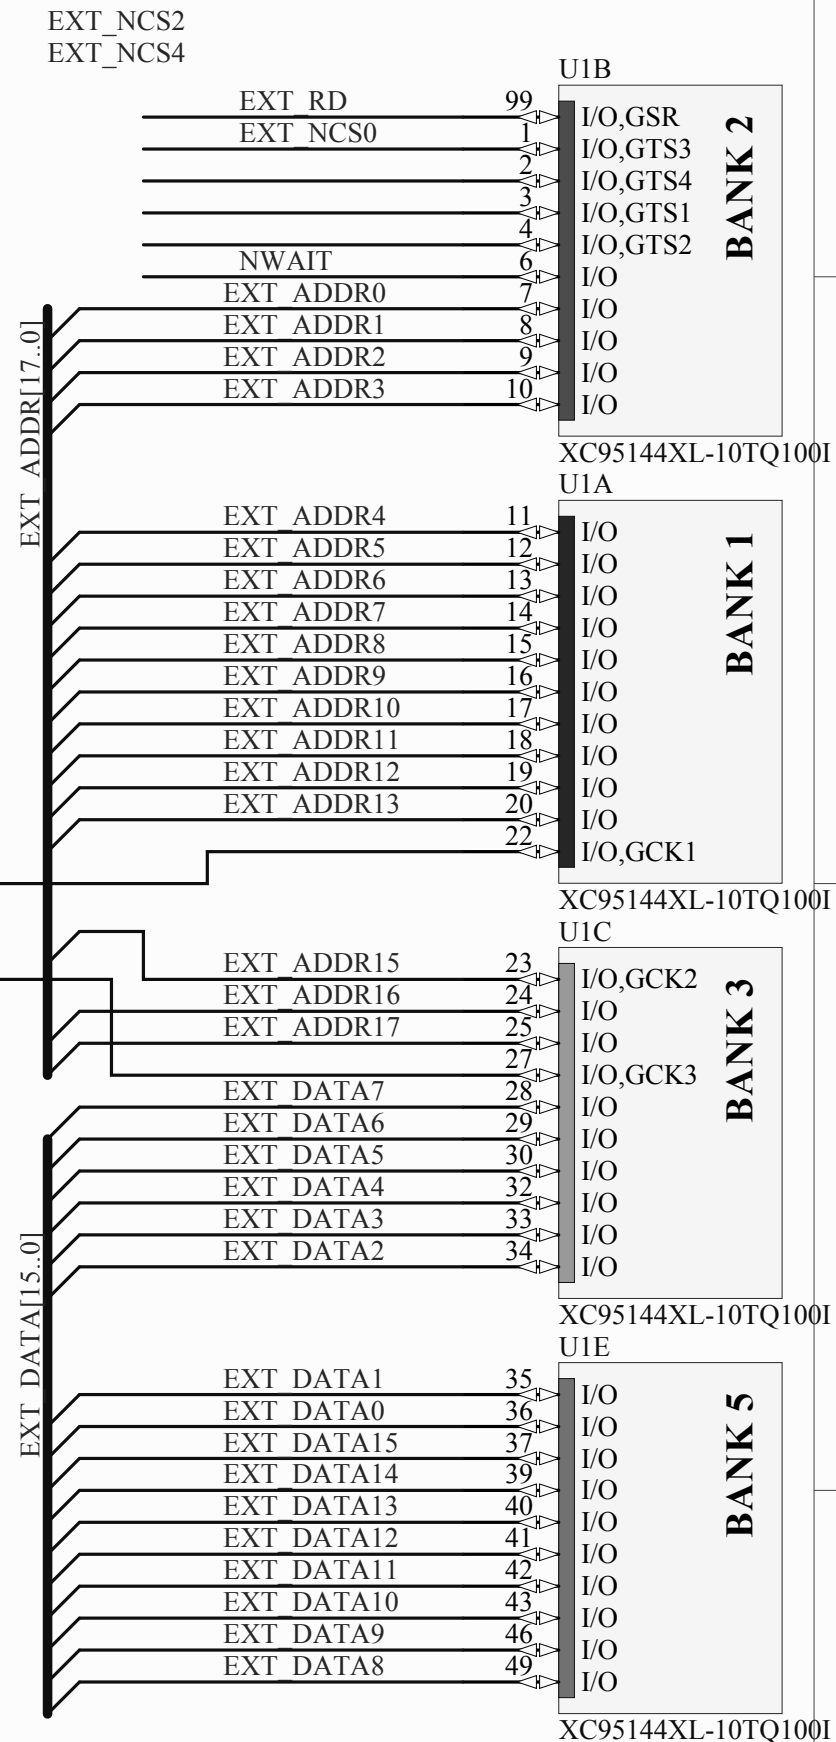 EXT_NCS2
EXT_NCS4
U1B
EXT_RD 99 I/O,GSR
EXT_NCS0 1 I/O,GTS3
2 I/O,GTS4
3 I/O,GTS1
4 I/O,GTS2
NWAIT 6 I/O
EXT_ADDR0 7 I/O
EXT_ADDR1 8 I/O
EXT_ADDR2 9 I/O
EXT_ADDR3 10 I/O
BANK 2
EXT_ADDR[17..0]
XC95144XL-10TQ100I
U1A
EXT_ADDR4 11 I/O
EXT_ADDR5 12 I/O
EXT_ADDR6 13 I/O
EXT_ADDR7 14 I/O
EXT_ADDR8 15 I/O
EXT_ADDR9 16 I/O
EXT_ADDR10 17 I/O
EXT_ADDR11 18 I/O
EXT_ADDR12 19 I/O
EXT_ADDR13 20 I/O
22 I/O,GCK1
BANK 1
XC95144XL-10TQ100I
U1C
EXT_ADDR15 23 I/O,GCK2
EXT_ADDR16 24 I/O
EXT_ADDR17 25 I/O
27 I/O,GCK3
EXT_DATA7 28 I/O
EXT_DATA6 29 I/O
EXT_DATA5 30 I/O
EXT_DATA4 32 I/O
EXT_DATA3 33 I/O
EXT_DATA2 34 I/O
BANK 3
EXT_DATA[15..0]
XC95144XL-10TQ100I
U1E
EXT_DATA1 35 I/O
EXT_DATA0 36 I/O
EXT_DATA15 37 I/O
EXT_DATA14 39 I/O
EXT_DATA13 40 I/O
EXT_DATA12 41 I/O
EXT_DATA11 42 I/O
EXT_DATA10 43 I/O
EXT_DATA9 46 I/O
EXT_DATA8 49 I/O
BANK 5
XC95144XL-10TQ100I